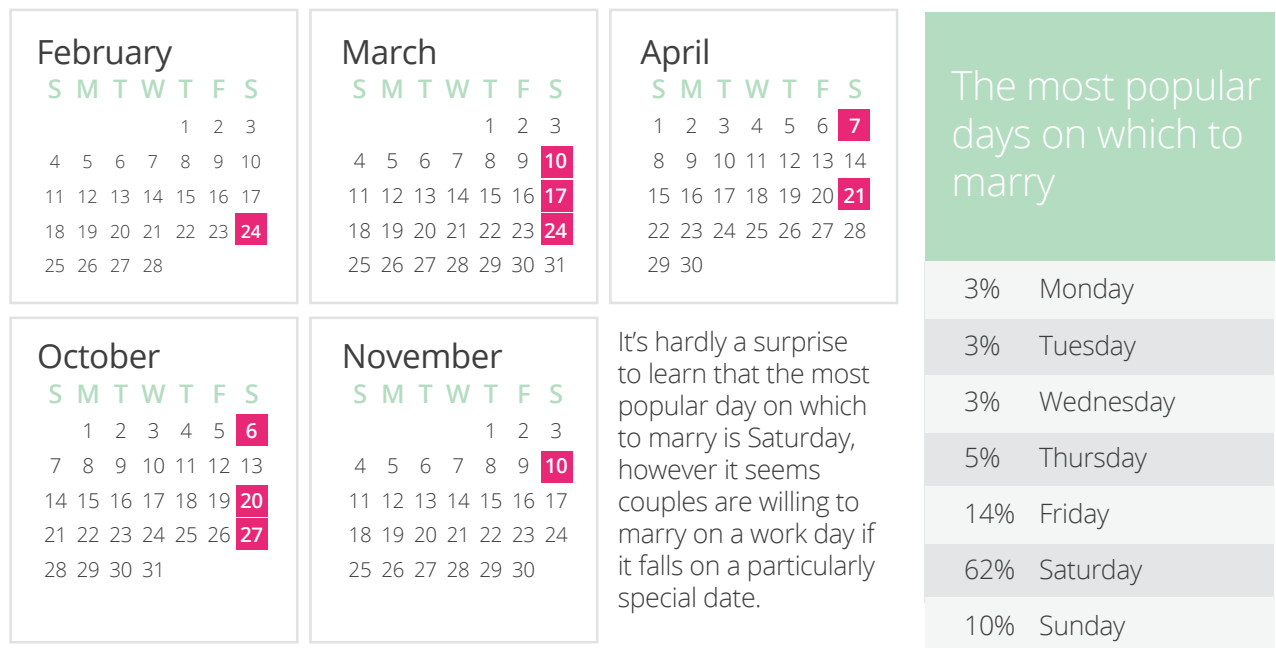 February
S M T W T F S
1 2 3
4 5 6 7 8 9 10
11 12 13 14 15 16 17
18 19 20 21 22 23 24
25 26 27 28
March
S M T W T F S
1 2 3
4 5 6 7 8 9 10
11 12 13 14 15 16 17
18 19 20 21 22 23 24
25 26 27 28 29 30 31
April
S M T W T F S
1 2 3 4 5 6 7
8 9 10 11 12 13 14
15 16 17 18 19 20 21
22 23 24 25 26 27 28
29 30
October
S M T W T F S
1 2 3 4 5 6
7 8 9 10 11 12 13
14 15 16 17 18 19 20
21 22 23 24 25 26 27
28 29 30 31
November
S M T W T F S
1 2 3
4 5 6 7 8 9 10
11 12 13 14 15 16 17
18 19 20 21 22 23 24
25 26 27 28 29 30
It's hardly a surprise
to learn that the most
popular day on which
to marry is Saturday,
however it seems
couples are willing to
marry on a work day if
it falls on a particularly
special date.
The most popular
days on which to
marry
3% Monday
3% Tuesday
3% Wednesday
5% Thursday
14% Friday
62% Saturday
10% Sunday